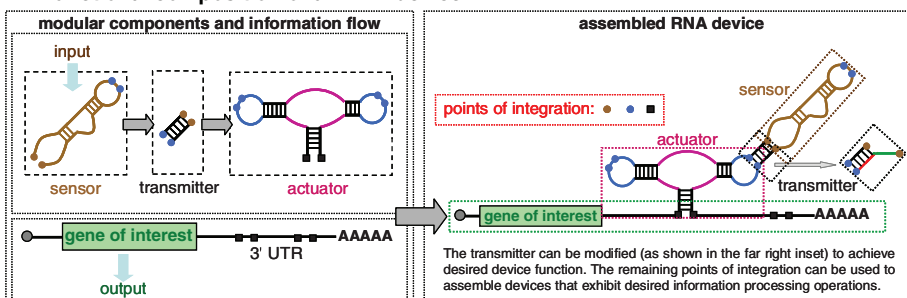 modular components and information flow
input
sensor
transmitter
actuator
gene of interest
AAAAA
3' UTR
output
assembled RNA device
sensor
points of integration:
actuator
transmitter
gene of interest
AAAAA
The transmitter can be modified (as shown in the far right inset) to achieve
desired device function. The remaining points of integration can be used to
assemble devices that exhibit desired information processing operations.